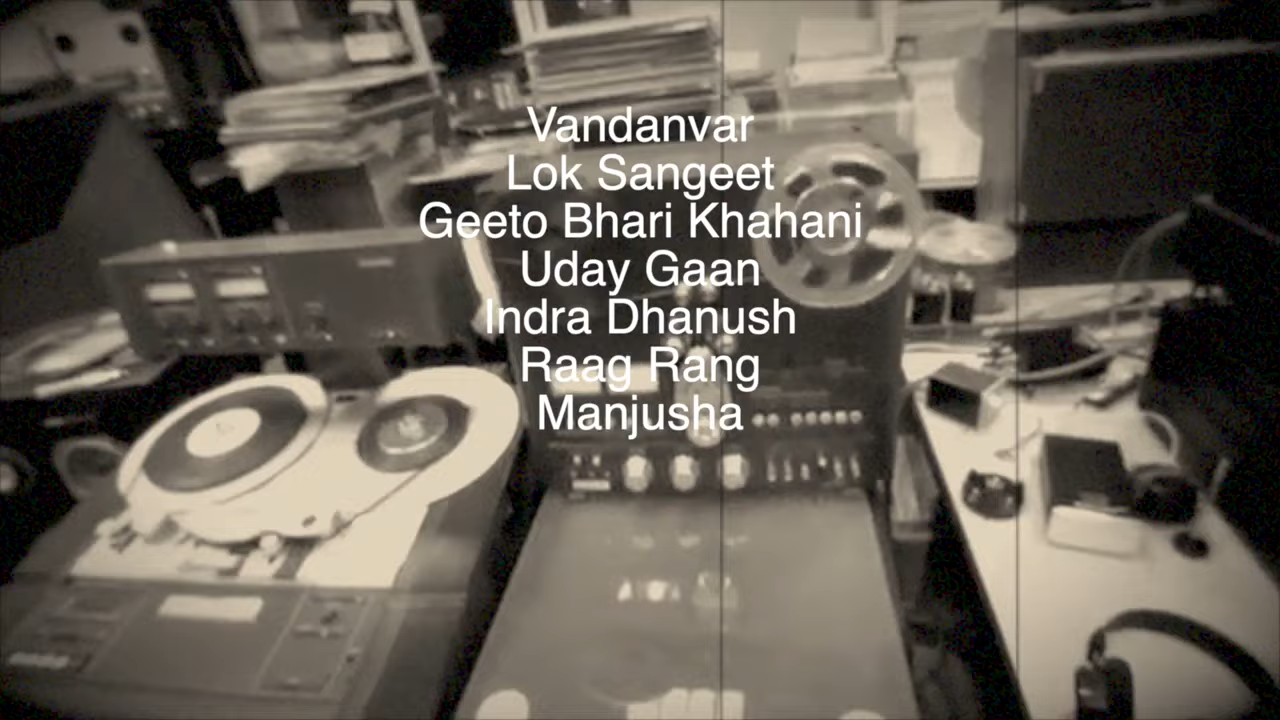 Vandanvar
Lok Sangeet
Geeto Bhari Khahani
Uday Gaan
Indra Dhanush
Raag Rang
Manjusha